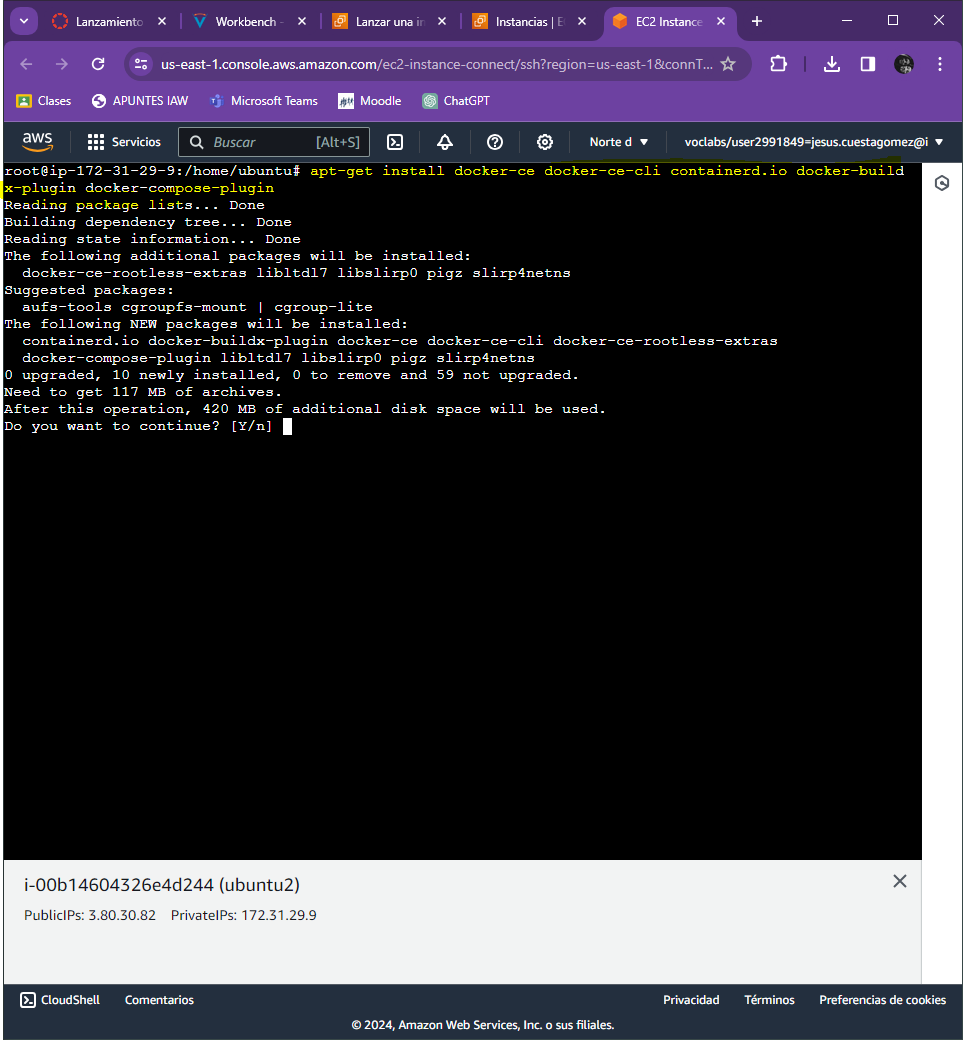 Lanzamiento
Workbench -
Lanzar una in
Instancias | E
EC2 Instance
us-east-1.console.aws.amazon.com/ec2-instance-connect/ssh?region=us-east-1&connT...
Clases APUNTES IAW Microsoft Teams Moodle ChatGPT
aws Servicios Buscar [Alt+S] Norte d voclabs/user2991849=jesus.cuestagomez@i
root@ip-172-31-29-9:/home/ubuntu# apt-get install docker-ce docker-ce-cli containerd.io docker-build
x-plugin docker-compose-plugin
Reading package lists... Done
Building dependency tree... Done
Reading state information... Done
The following additional packages will be installed:
  docker-ce-rootless-extras libltdl7 libslirp0 pigz slirp4netns
Suggested packages:
  aufs-tools cgroupfs-mount | cgroup-lite
The following NEW packages will be installed:
  containerd.io docker-buildx-plugin docker-ce docker-ce-cli docker-ce-rootless-extras
  docker-compose-plugin libltdl7 libslirp0 pigz slirp4netns
0 upgraded, 10 newly installed, 0 to remove and 59 not upgraded.
Need to get 117 MB of archives.
After this operation, 420 MB of additional disk space will be used.
Do you want to continue? [Y/n]
i-00b14604326e4d244 (ubuntu2)
PublicIPs: 3.80.30.82 PrivateIPs: 172.31.29.9
CloudShell Comentarios Privacidad Términos Preferencias de cookies
© 2024, Amazon Web Services, Inc. o sus filiales.